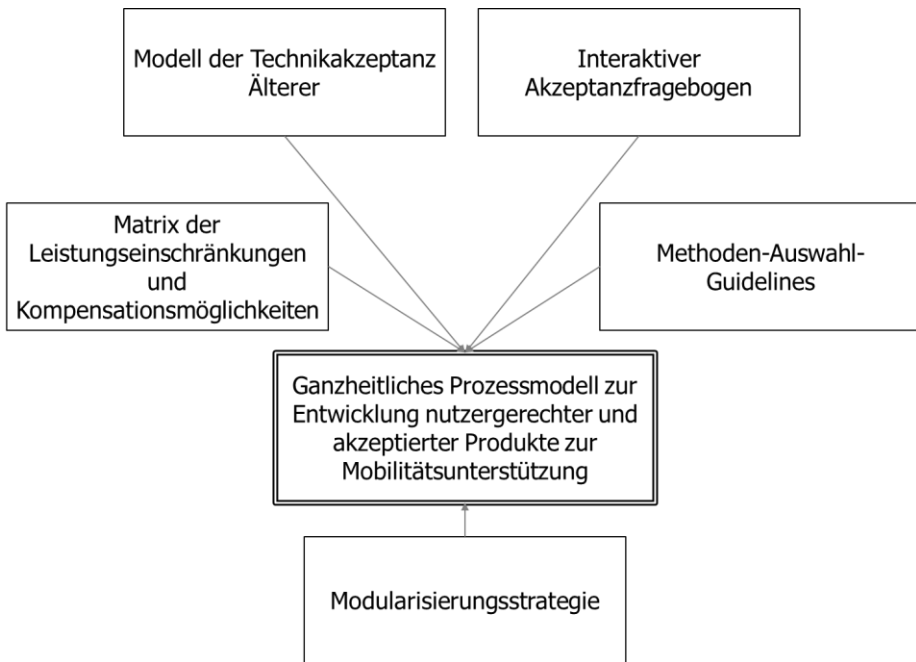 Modell der Technikakzeptanz
Älterer
Interaktiver
Akzeptanzfragebogen
Matrix der
Leistungseinschränkungen
und
Kompensationsmöglichkeiten
Methoden-Auswahl-
Guidelines
Ganzheitliches Prozessmodell zur
Entwicklung nutzergerechter und
akzeptierter Produkte zur
Mobilitätsunterstützung
Modularisierungsstrategie